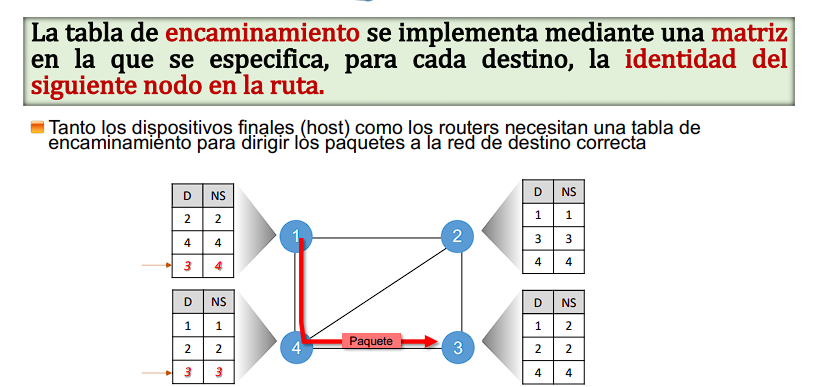 La tabla de encaminamiento se implementa mediante una matriz
en la que se especifica, para cada destino, la identidad del
siguiente nodo en la ruta.
Tanto los dispositivos finales (host) como los routers necesitan una tabla de
encaminamiento para dirigir los paquetes a la red de destino correcta
D NS
2 2
4 4
3 4
D NS
1 1
3 3
4 4
1
2
D NS
1 1
2 2
3 3
D NS
1 2
2 2
4 4
4
Paquete
3